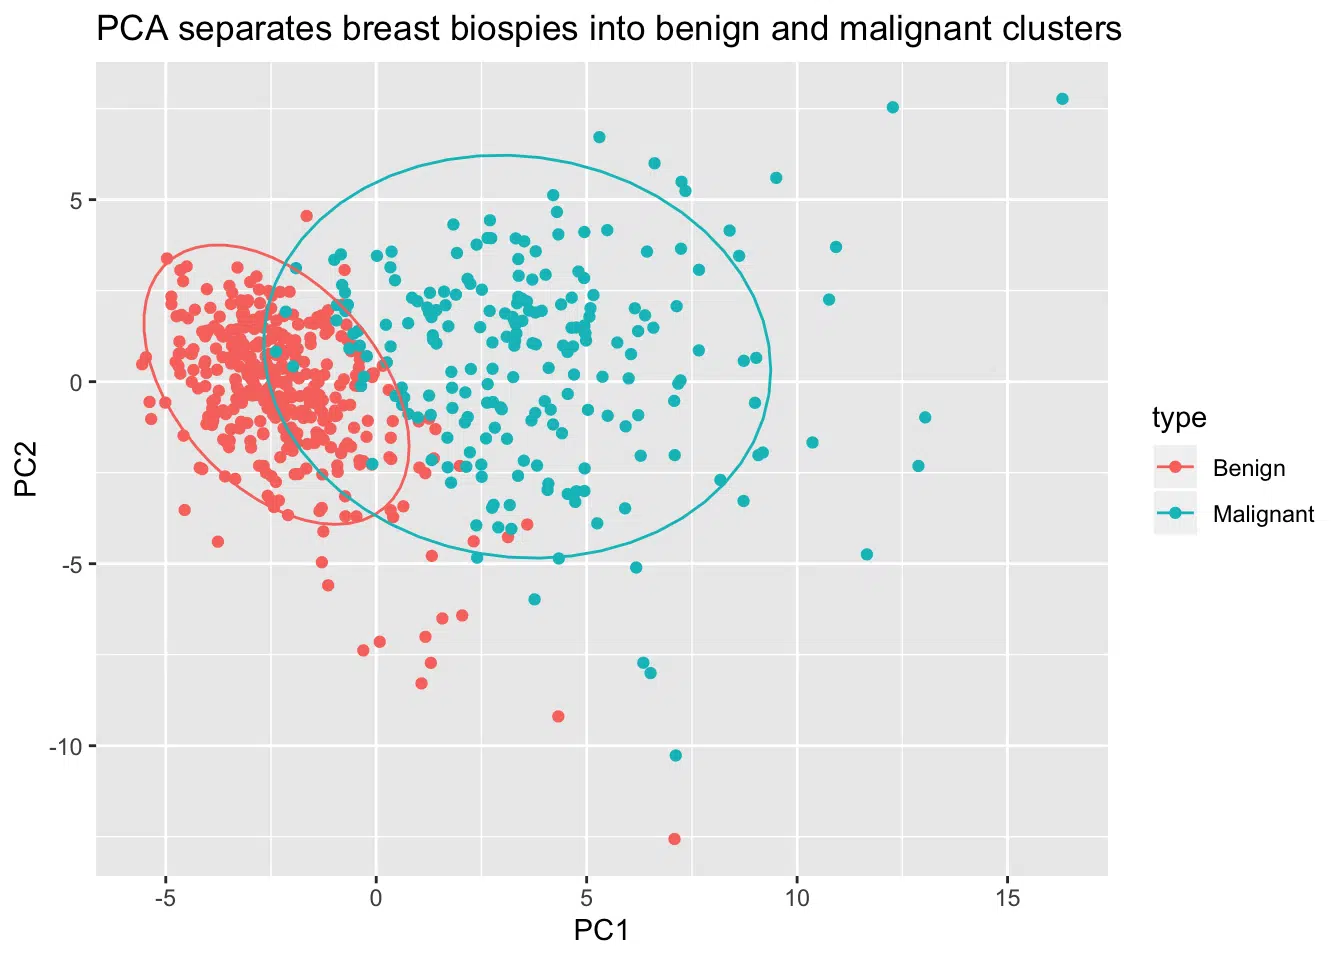 PCA separates breast biospies into benign and malignant clusters
5
0
-5
-10
PC2
-5
0
5
10
15
PC1
type
Benign
Malignant